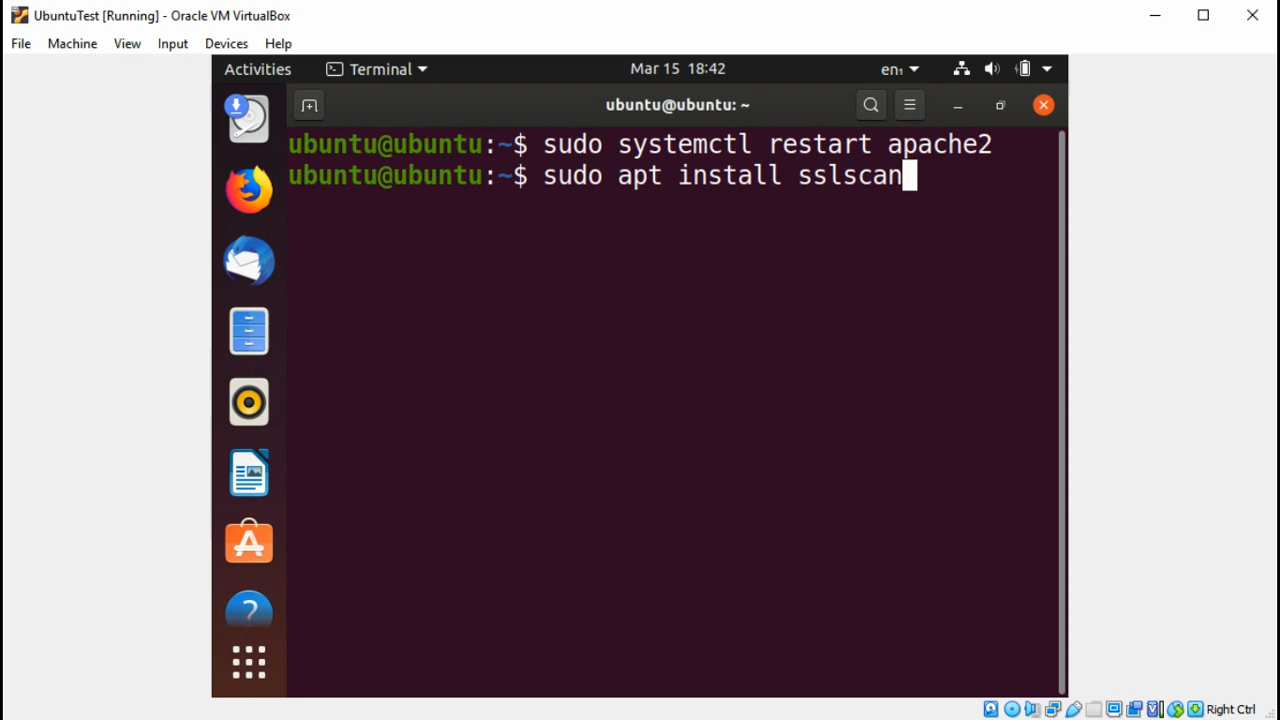 UbuntuTest [Running] - Oracle VM VirtualBox
File Machine View Input Devices Help
Activities Terminal Mar 15 18:42 en₁
ubuntu@ubuntu: ~
ubuntu@ubuntu:~$ sudo systemctl restart apache2
ubuntu@ubuntu:~$ sudo apt install sslscan
Right Ctrl